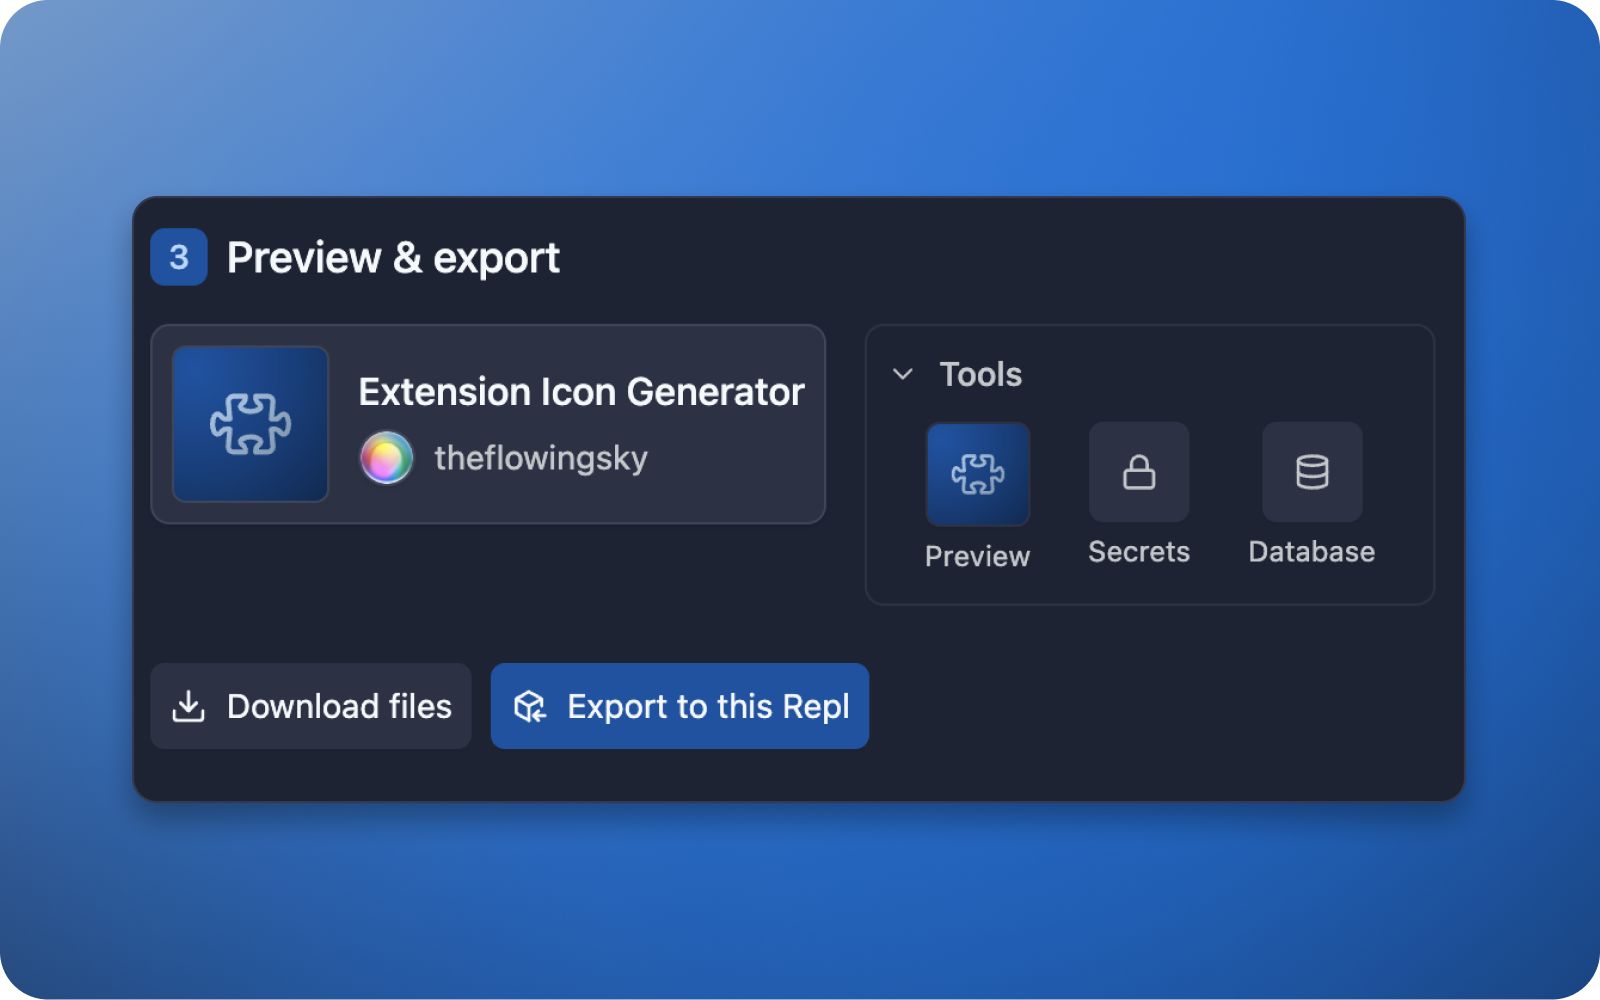 3 Preview & export
Extension Icon Generator
theflowingsky
Tools
Preview
Secrets
Database
Download files
Export to this Repl